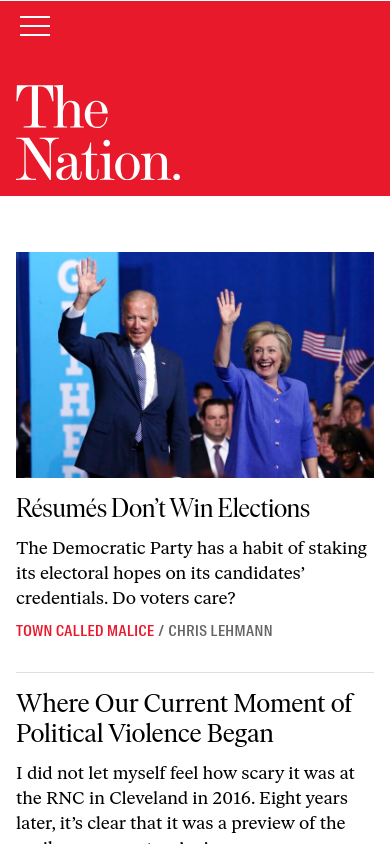 The
Nation.
Résumés Don’t Win Elections
The Democratic Party has a habit of staking
its electoral hopes on its candidates’
credentials. Do voters care?
TOWN CALLED MALICE / CHRIS LEHMANN
Where Our Current Moment of
Political Violence Began
I did not let myself feel how scary it was at
the RNC in Cleveland in 2016. Eight years
later, it’s clear that it was a preview of the